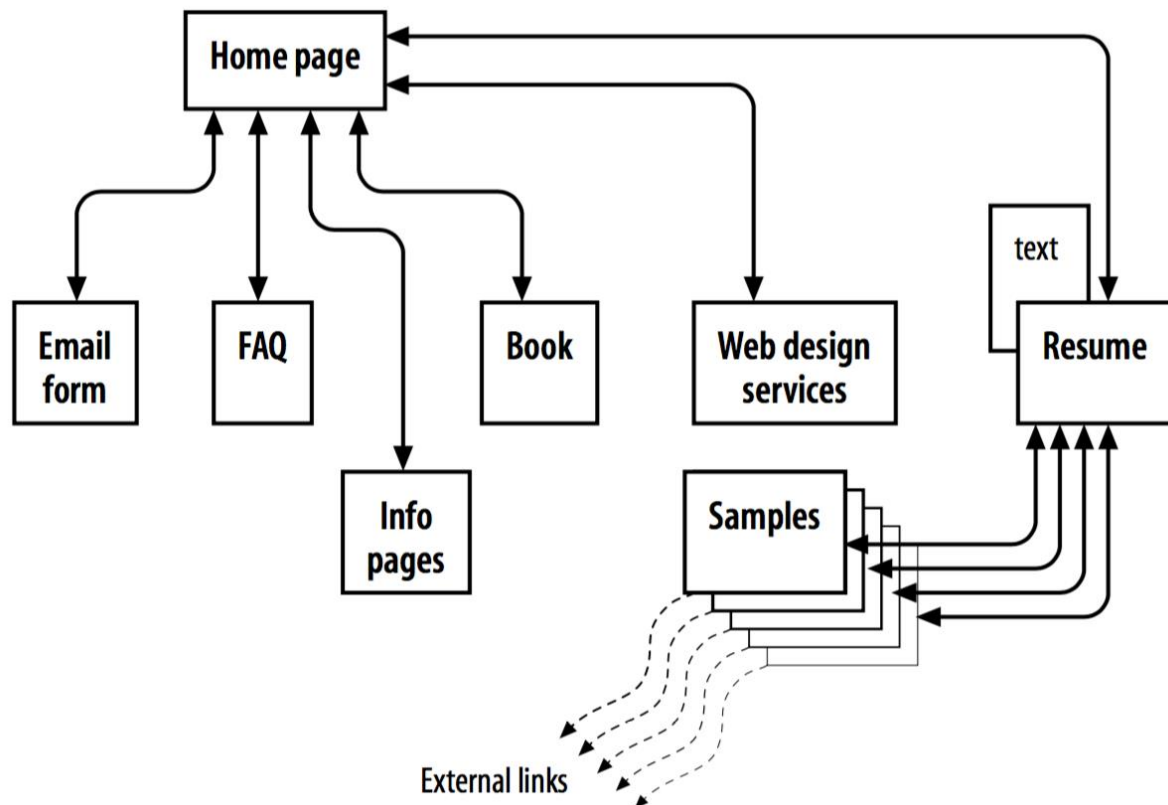 Home page
text
Email
form
FAQ
Book
Web design
services
Resume
Info
pages
Samples
External links